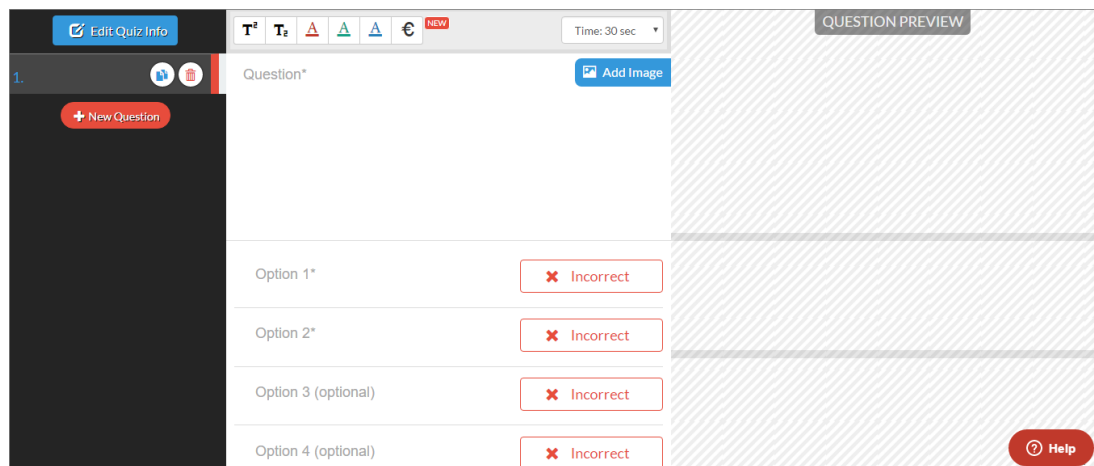 Edit Quiz Info
T² T₂ A A A € NEW
Time: 30 sec
QUESTION PREVIEW
1.
Question*
Add Image
New Question
Option 1*
Incorrect
Option 2*
Incorrect
Option 3 (optional)
Incorrect
Option 4 (optional)
Incorrect
Help